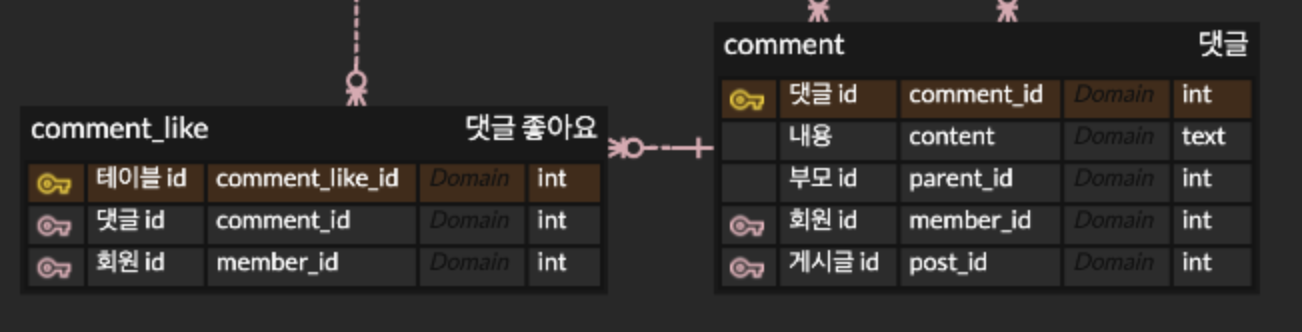 comment_like 댓글 좋아요
테이블 id comment_like_id Domain int
댓글 id comment_id Domain int
회원 id member_id Domain int
comment 댓글
댓글 id comment_id Domain int
내용 content Domain text
부모 id parent_id Domain int
회원 id member_id Domain int
게시글 id post_id Domain int